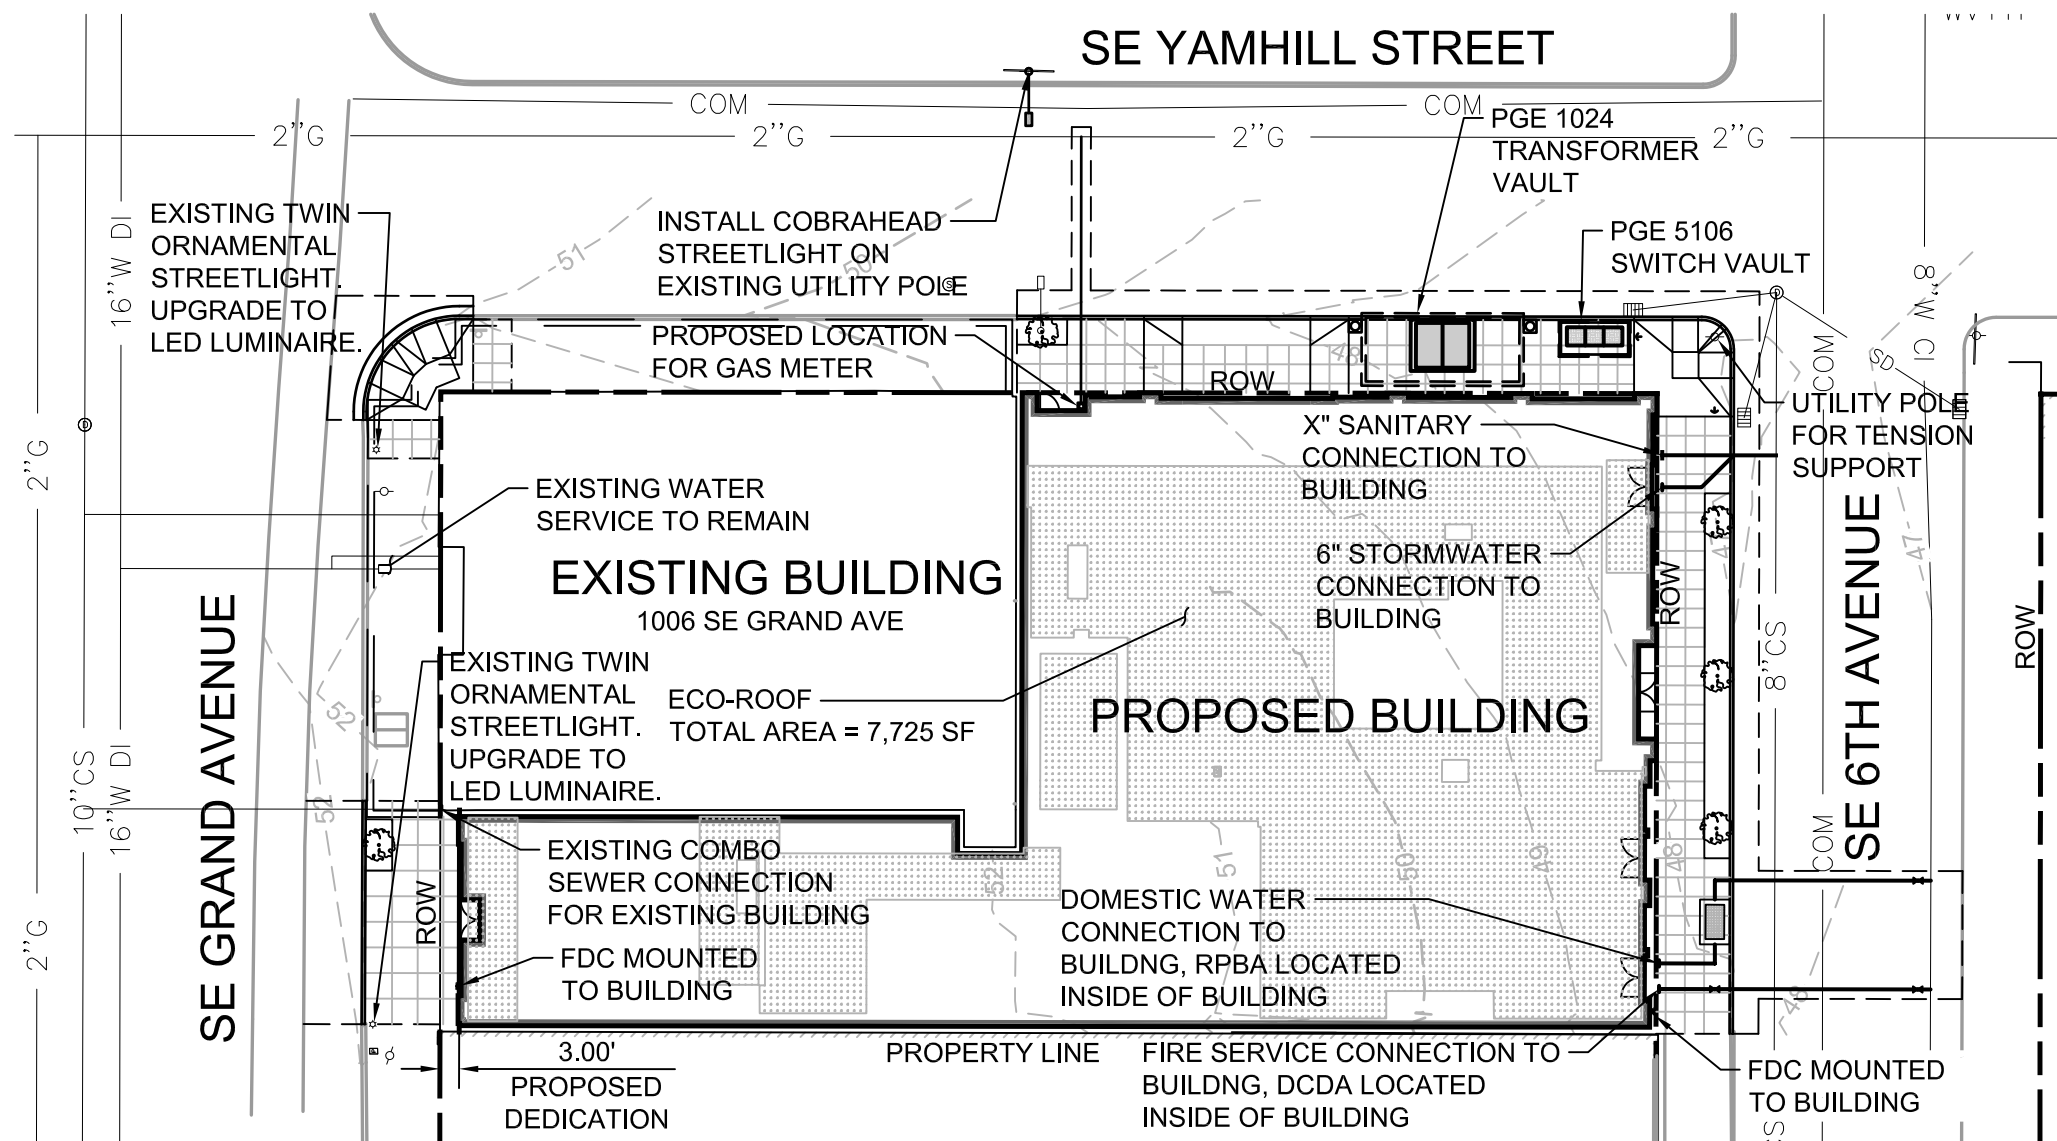 SE YAMHILL STREET
COM
COM
2''G
2''G
2''G
2''G
PGE 1024
TRANSFORMER
VAULT
PGE 5106
SWITCH VAULT
EXISTING TWIN
ORNAMENTAL
STREETLIGHT.
UPGRADE TO
LED LUMINAIRE.
16''W DI
INSTALL COBRAHEAD
STREETLIGHT ON
EXISTING UTILITY POLE
51
50
S
PROPOSED LOCATION
FOR GAS METER
48
ROW
8''W CI
COM
SD
UTILITY POLE
FOR TENSION
SUPPORT
X" SANITARY
CONNECTION TO
BUILDING
2''G
EXISTING WATER
SERVICE TO REMAIN
EXISTING BUILDING
1006 SE GRAND AVE
6" STORMWATER
CONNECTION TO
BUILDING
ROW
47
47
SE 6TH AVENUE
ROW
8''CS
SE GRAND AVENUE
EXISTING TWIN
ORNAMENTAL
STREETLIGHT.
UPGRADE TO
LED LUMINAIRE.
ECO-ROOF
TOTAL AREA = 7,725 SF
PROPOSED BUILDING
52
52
10''CS
16''W DI
COM
EXISTING COMBO
SEWER CONNECTION
FOR EXISTING BUILDING
52
51
50
49
48
ROW
2''G
FDC MOUNTED
TO BUILDING
DOMESTIC WATER
CONNECTION TO
BUILDNG, RPBA LOCATED
INSIDE OF BUILDING
48
3.00'
PROPOSED
DEDICATION
PROPERTY LINE
FIRE SERVICE CONNECTION TO
BUILDNG, DCDA LOCATED
INSIDE OF BUILDING
FDC MOUNTED
TO BUILDING